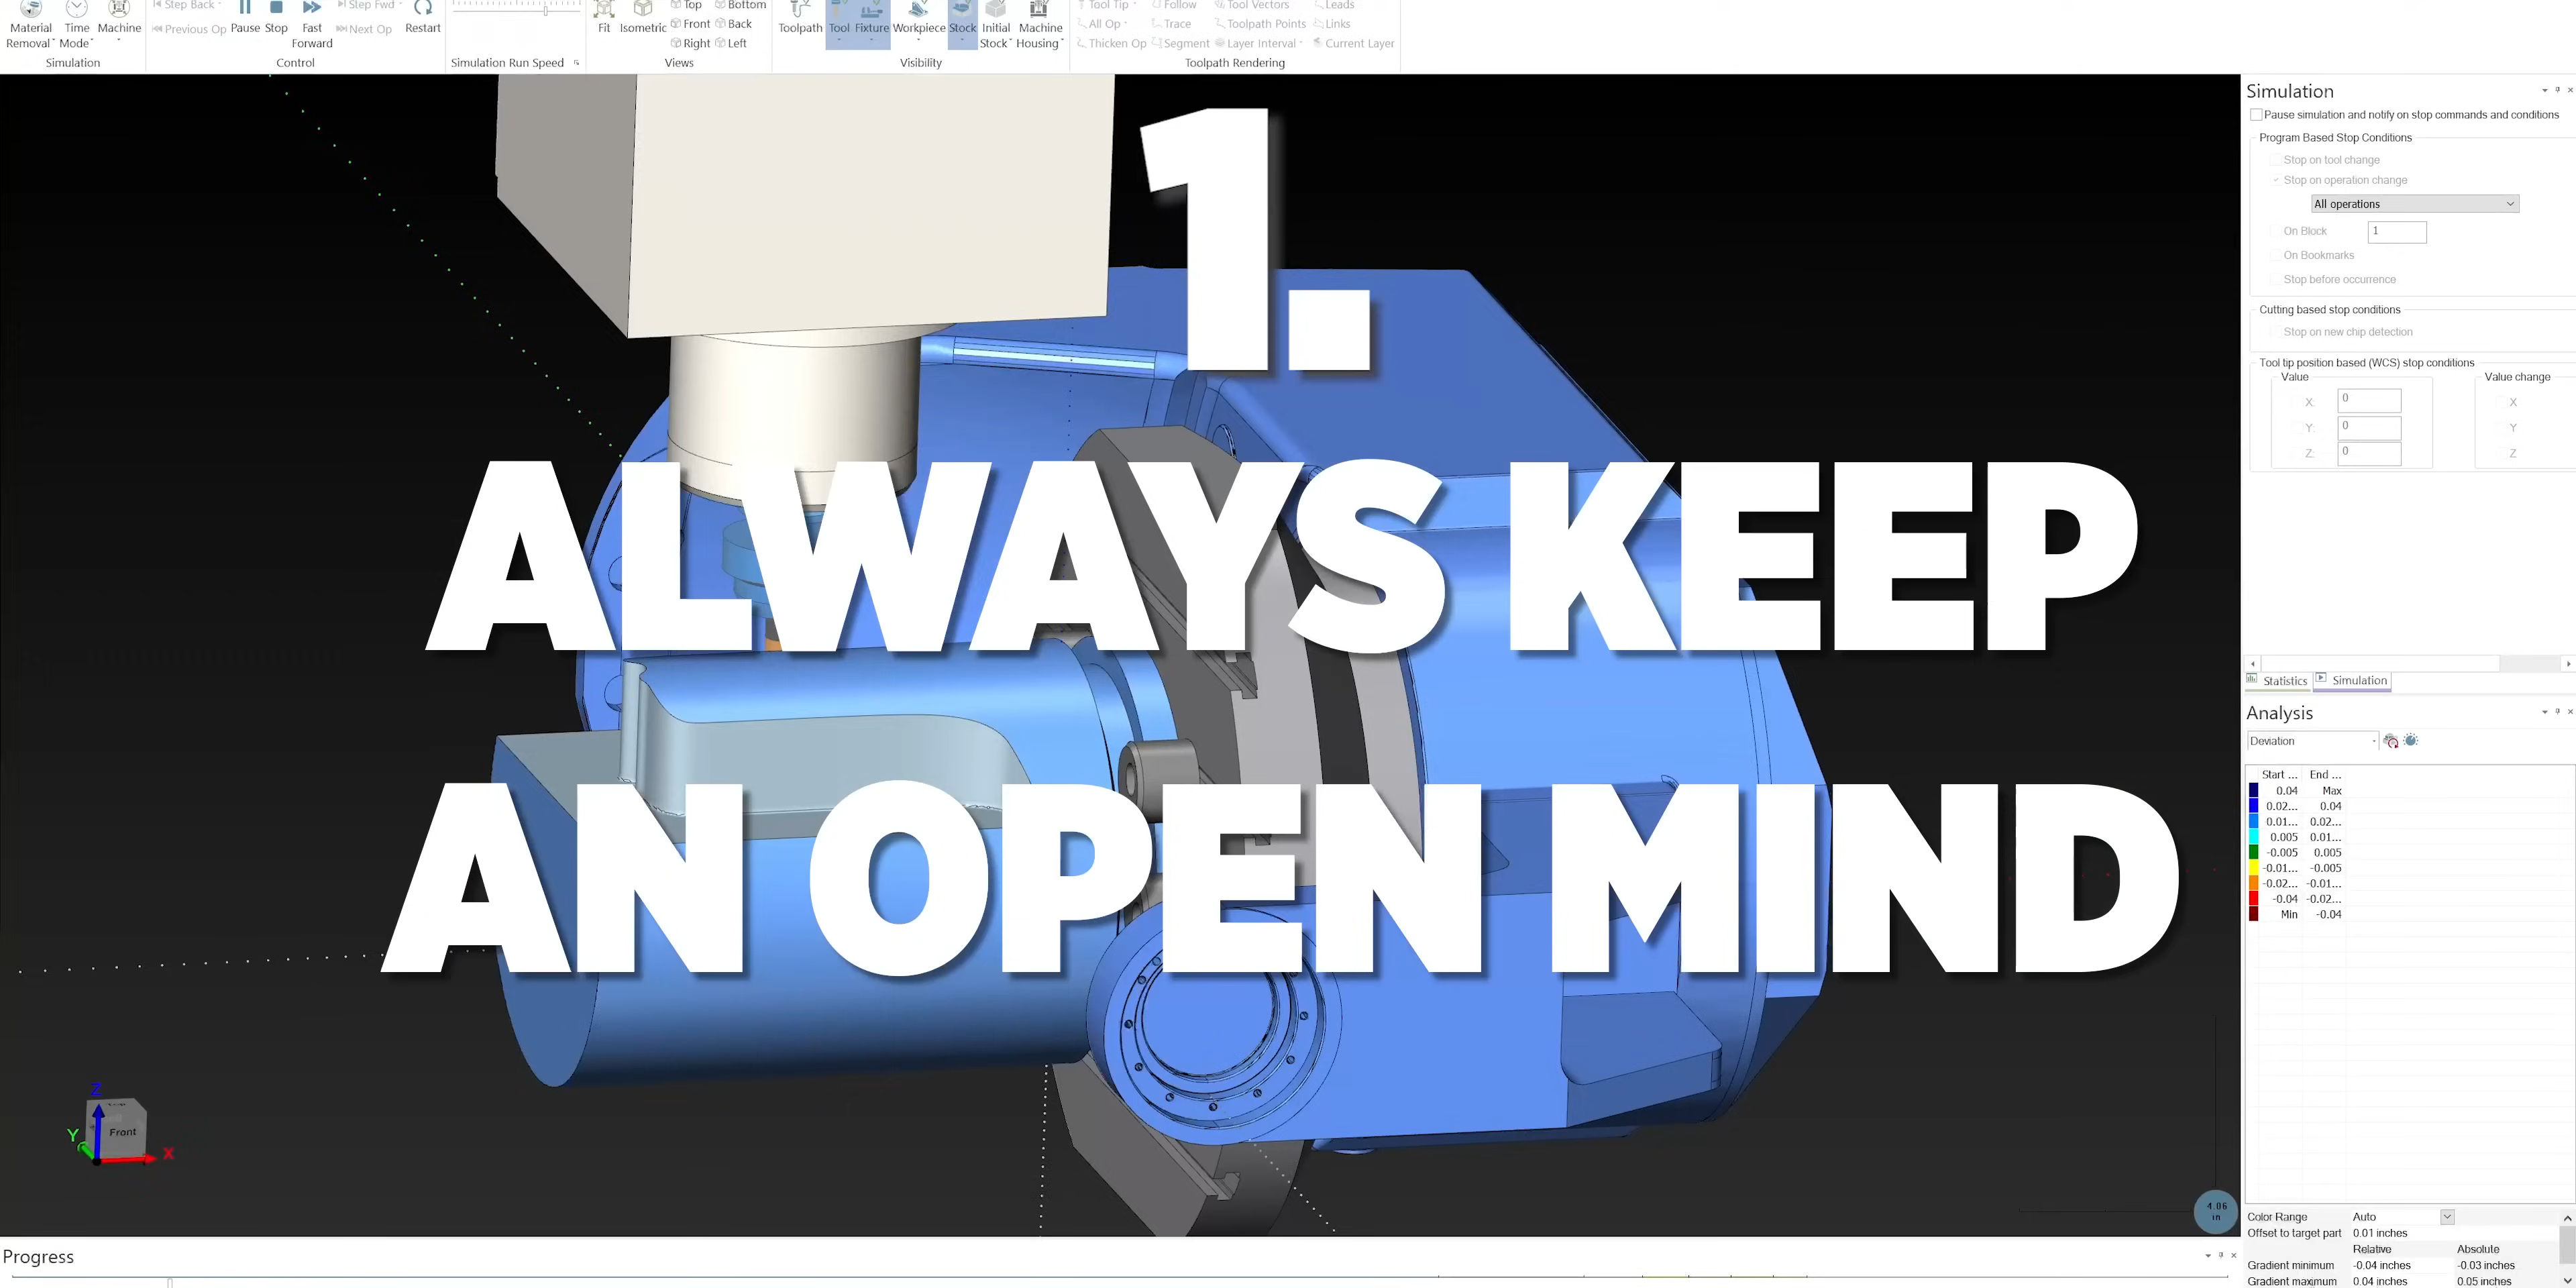 Step Back
Step Fwd
Tool Tip
Follow
Tool Vectors
Leads
Material Removal
Time Mode
Machine
Previous Op
Pause
Stop
Fast Forward
Next Op
Restart
Fit
Isometric
Top
Bottom
Front
Back
Right
Left
Toolpath
Tool
Fixture
Workpiece
Stock
Initial Stock
Machine Housing
All Op
Trace
Toolpath Points
Links
Thicken Op
Segment
Layer Interval
Current Layer
Simulation
Control
Simulation Run Speed
Views
Visibility
Toolpath Rendering
1.
ALWAYS KEEP
AN OPEN MIND
Z
Y
X
Front
4.06
in
Progress
Simulation
Pause simulation and notify on stop commands and conditions
Program Based Stop Conditions
Stop on tool change
Stop on operation change
All operations
On Block 1
On Bookmarks
Stop before occurrence
Cutting based stop conditions
Stop on new chip detection
Tool tip position based (WCS) stop conditions
Value Value change
X: 0 X
Y: 0 Y
Z: 0 Z
Statistics Simulation
Analysis
Deviation
Start ... End ...
0.04 Max
0.02... 0.04
0.01... 0.02...
0.005 0.01...
-0.005 0.005
-0.01... -0.005
-0.02... -0.01...
-0.04 -0.02...
Min -0.04
Color Range Auto
Offset to target part 0.01 inches
Relative Absolute
Gradient minimum -0.04 inches -0.03 inches
Gradient maximum 0.04 inches 0.05 inches